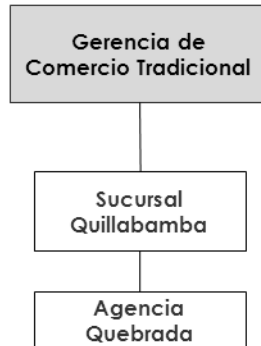 Gerencia de
Comercio Tradicional
Sucursal
Quillabamba
Agencia
Quebrada